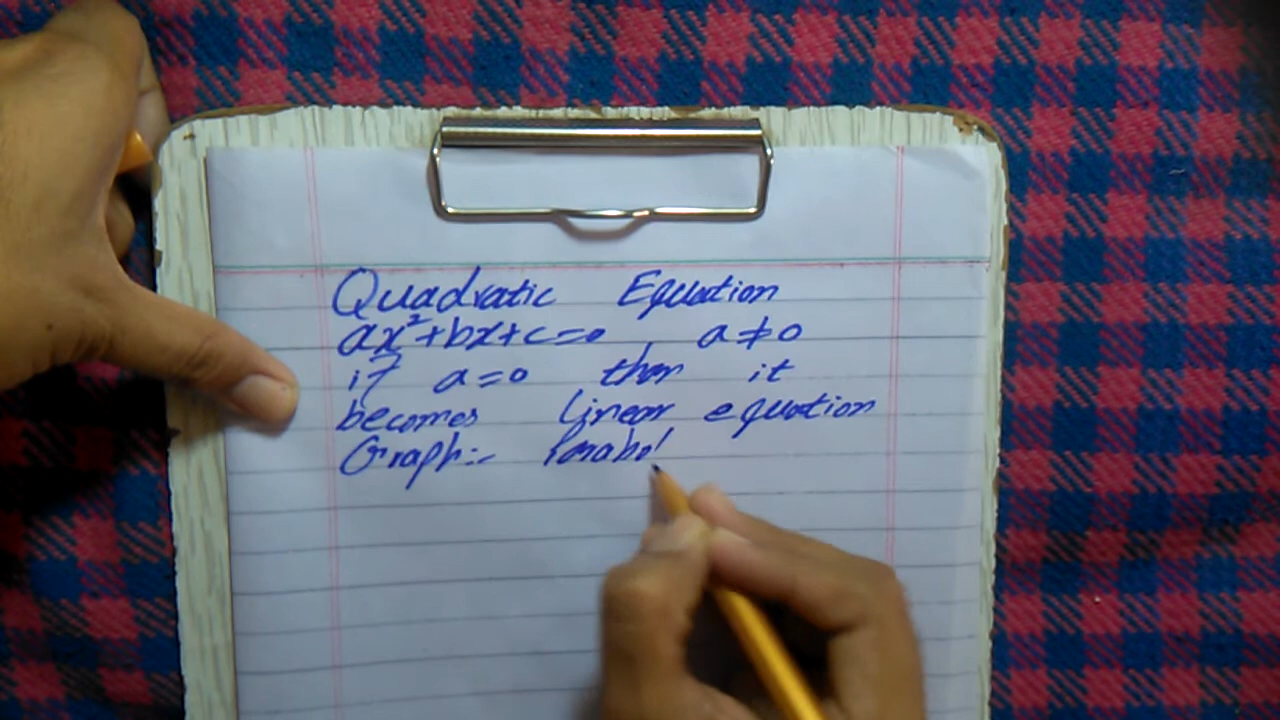 Quadratic Equation
ax²+bx+c=0, a≠0
if a=0 then it
becomes linear equation
Graph:- Parabol